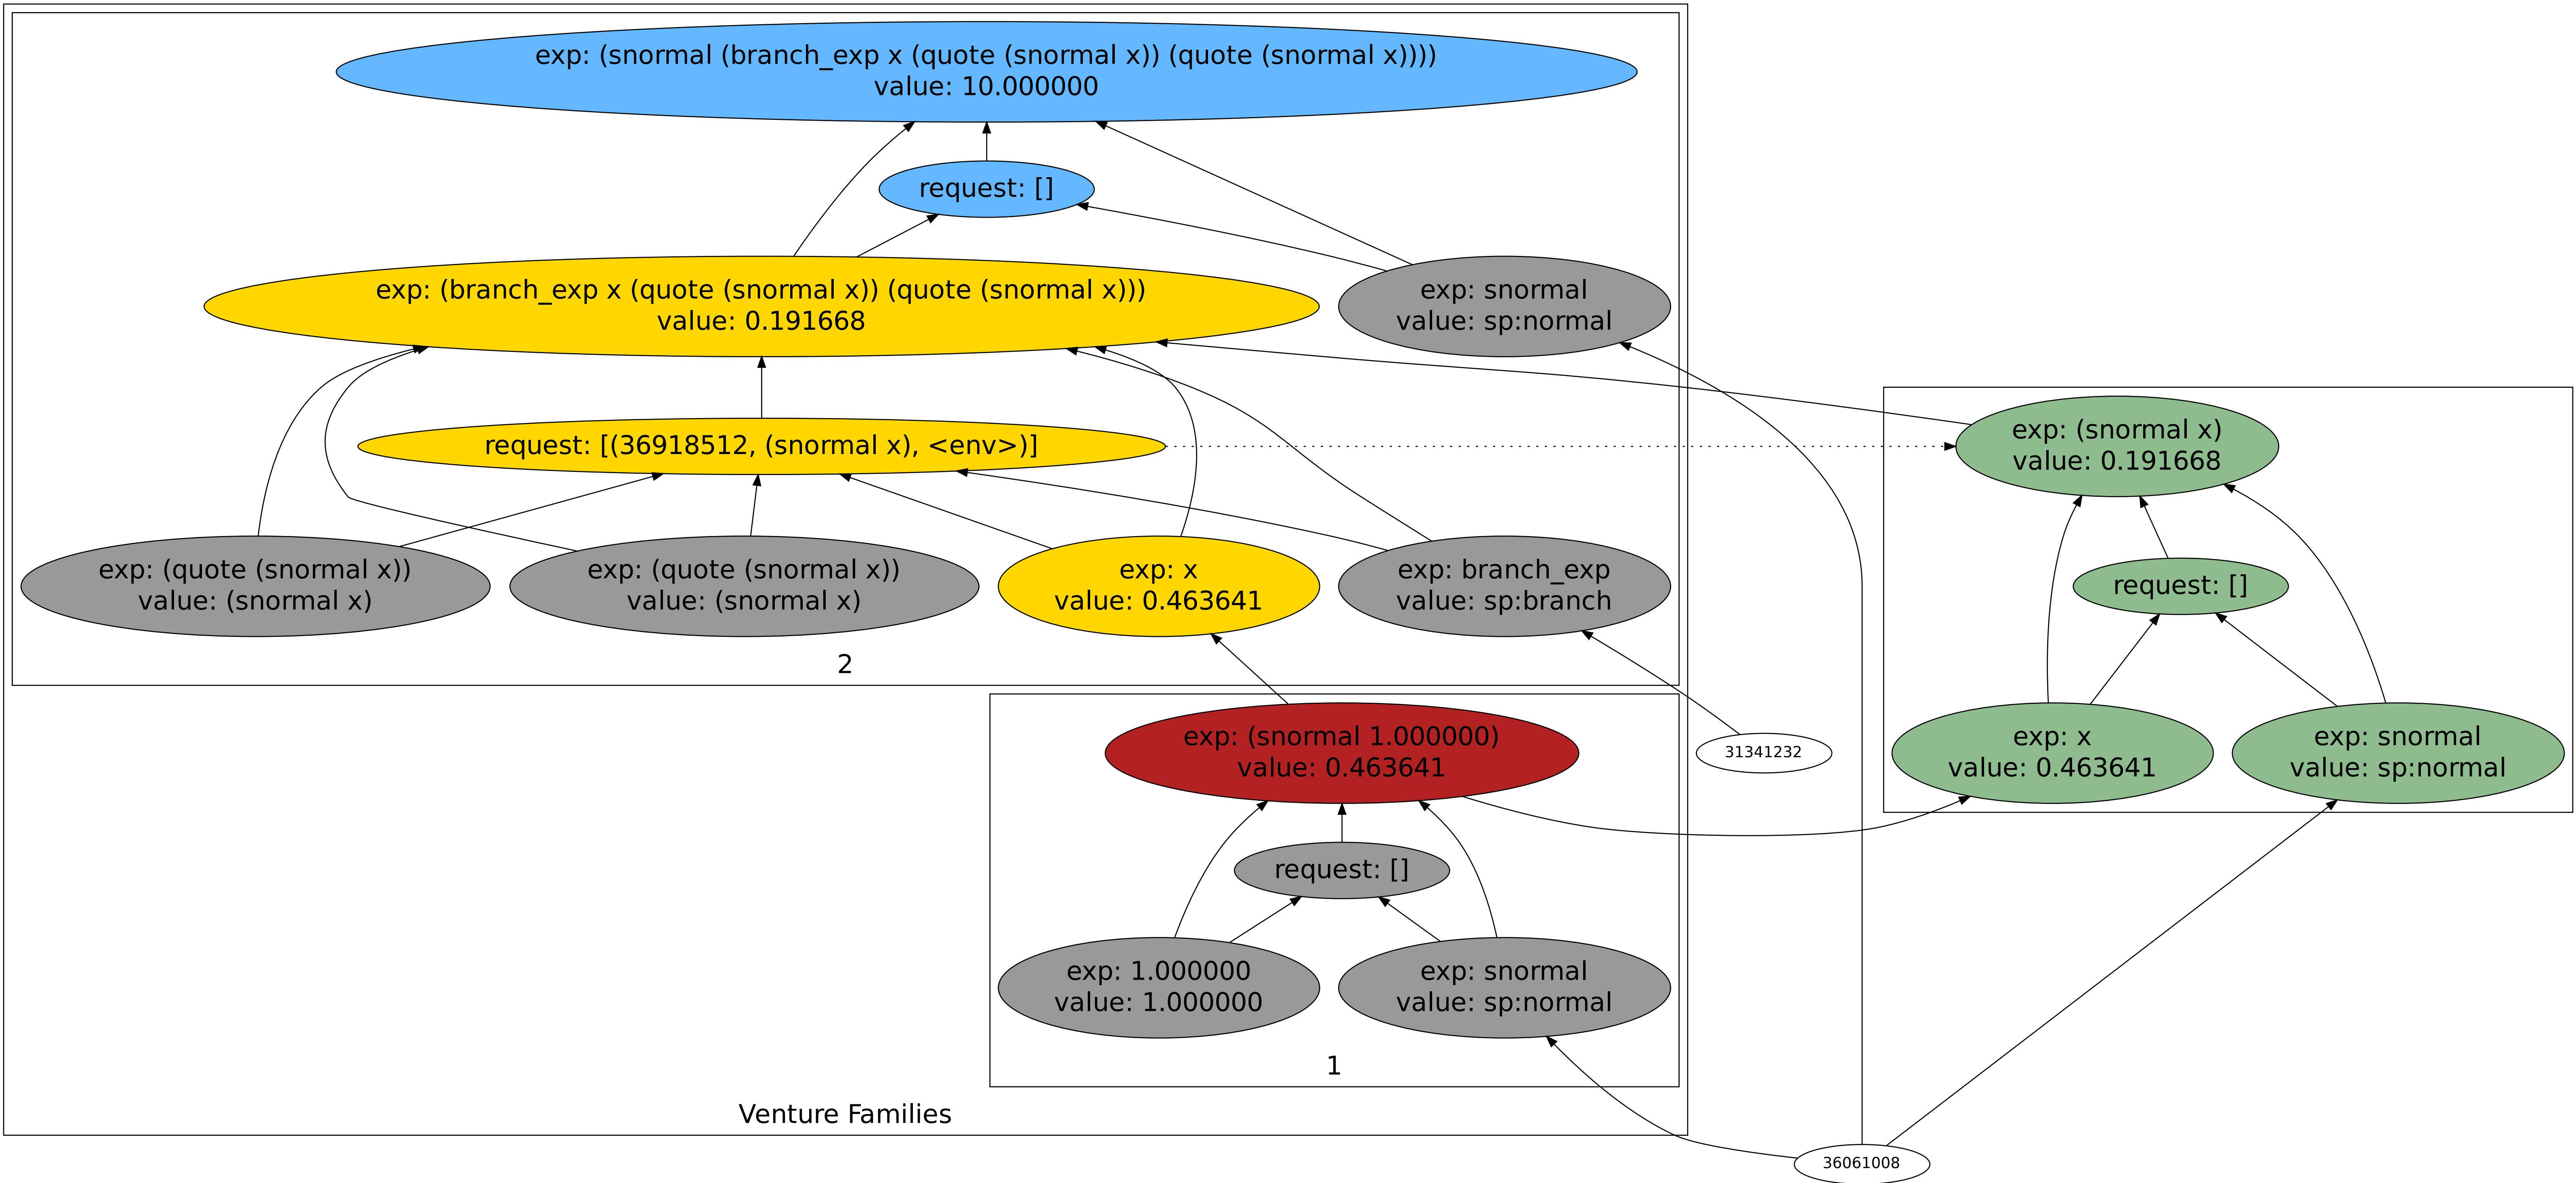 exp: (snormal (branch_exp x (quote (snormal x)) (quote (snormal x))))
value: 10.000000
request: []
exp: (branch_exp x (quote (snormal x)) (quote (snormal x)))
value: 0.191668
exp: snormal
value: sp:normal
request: [(36918512, (snormal x), <env>)]
exp: (snormal x)
value: 0.191668
exp: (quote (snormal x))
value: (snormal x)
exp: (quote (snormal x))
value: (snormal x)
exp: x
value: 0.463641
exp: branch_exp
value: sp:branch
request: []
2
exp: (snormal 1.000000)
value: 0.463641
31341232
exp: x
value: 0.463641
exp: snormal
value: sp:normal
request: []
exp: 1.000000
value: 1.000000
exp: snormal
value: sp:normal
1
Venture Families
36061008